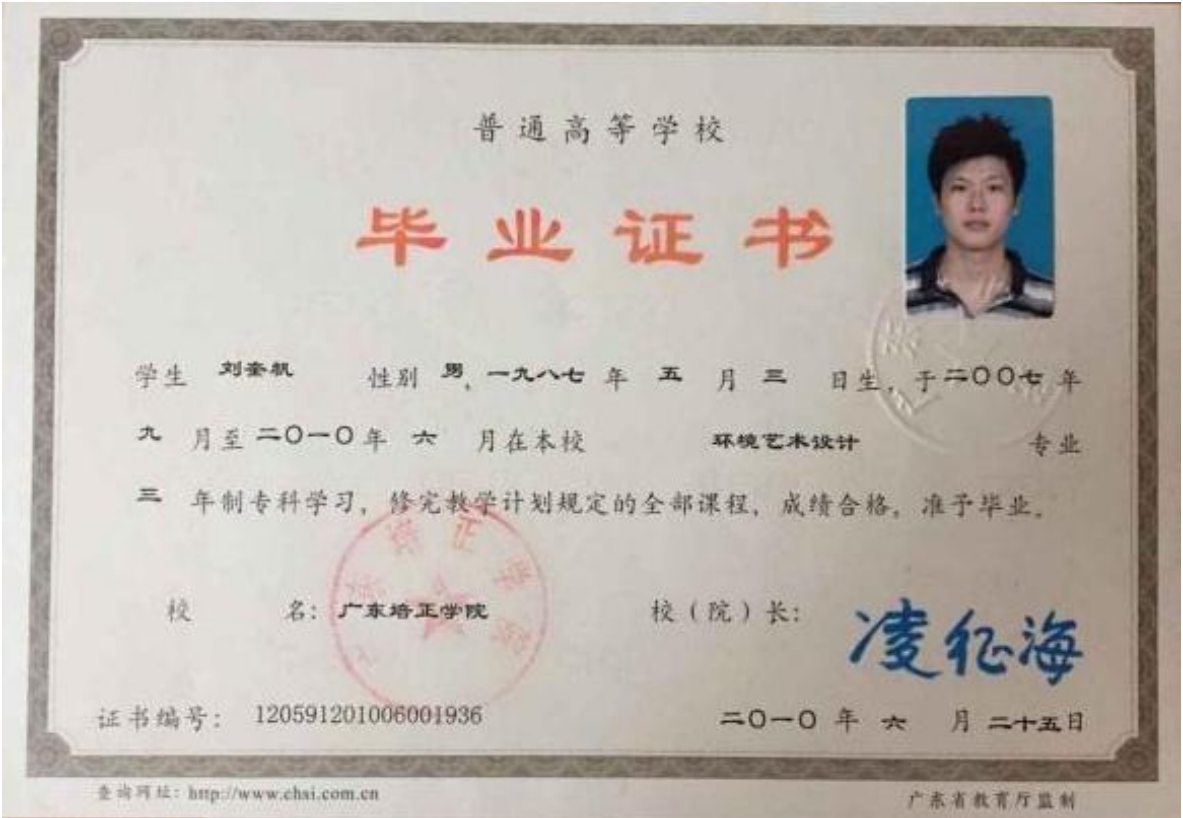 普通高等学校
毕业证书
学生 刘奎帆 性别 男，一九八七 年 五 月 三 日生，于二〇〇七 年
九 月至 二〇一〇 年 六 月在本校 环境艺术设计 专业
三 年制专科学习，修完教学计划规定的全部课程，成绩合格，准予毕业。
校 名：广东培正学院 校（院）长：
凌征海
证书编号： 120591201006001936 二〇一〇 年 六 月 二十五日
查询网址：http://www.chsi.com.cn 广东省教育厅监制